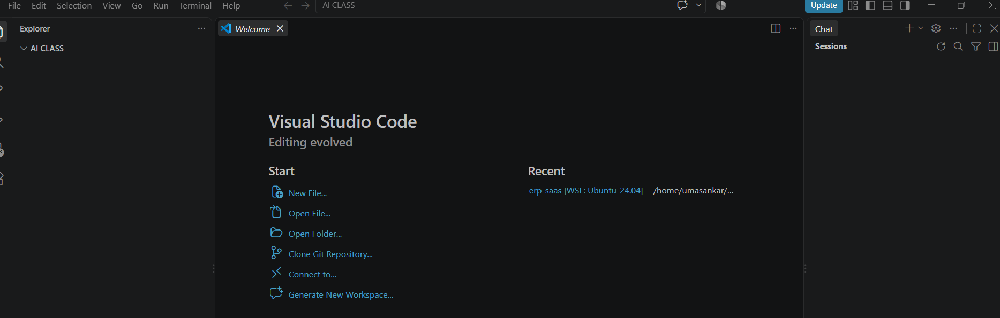 File Edit Selection View Go Run Terminal Help AI CLASS Update
Explorer
AI CLASS
Welcome
Visual Studio Code
Editing evolved
Start
New File...
Open File...
Open Folder...
Clone Git Repository...
Connect to...
Generate New Workspace...
Recent
erp-saas [WSL: Ubuntu-24.04] /home/umasankar/...
Chat
Sessions